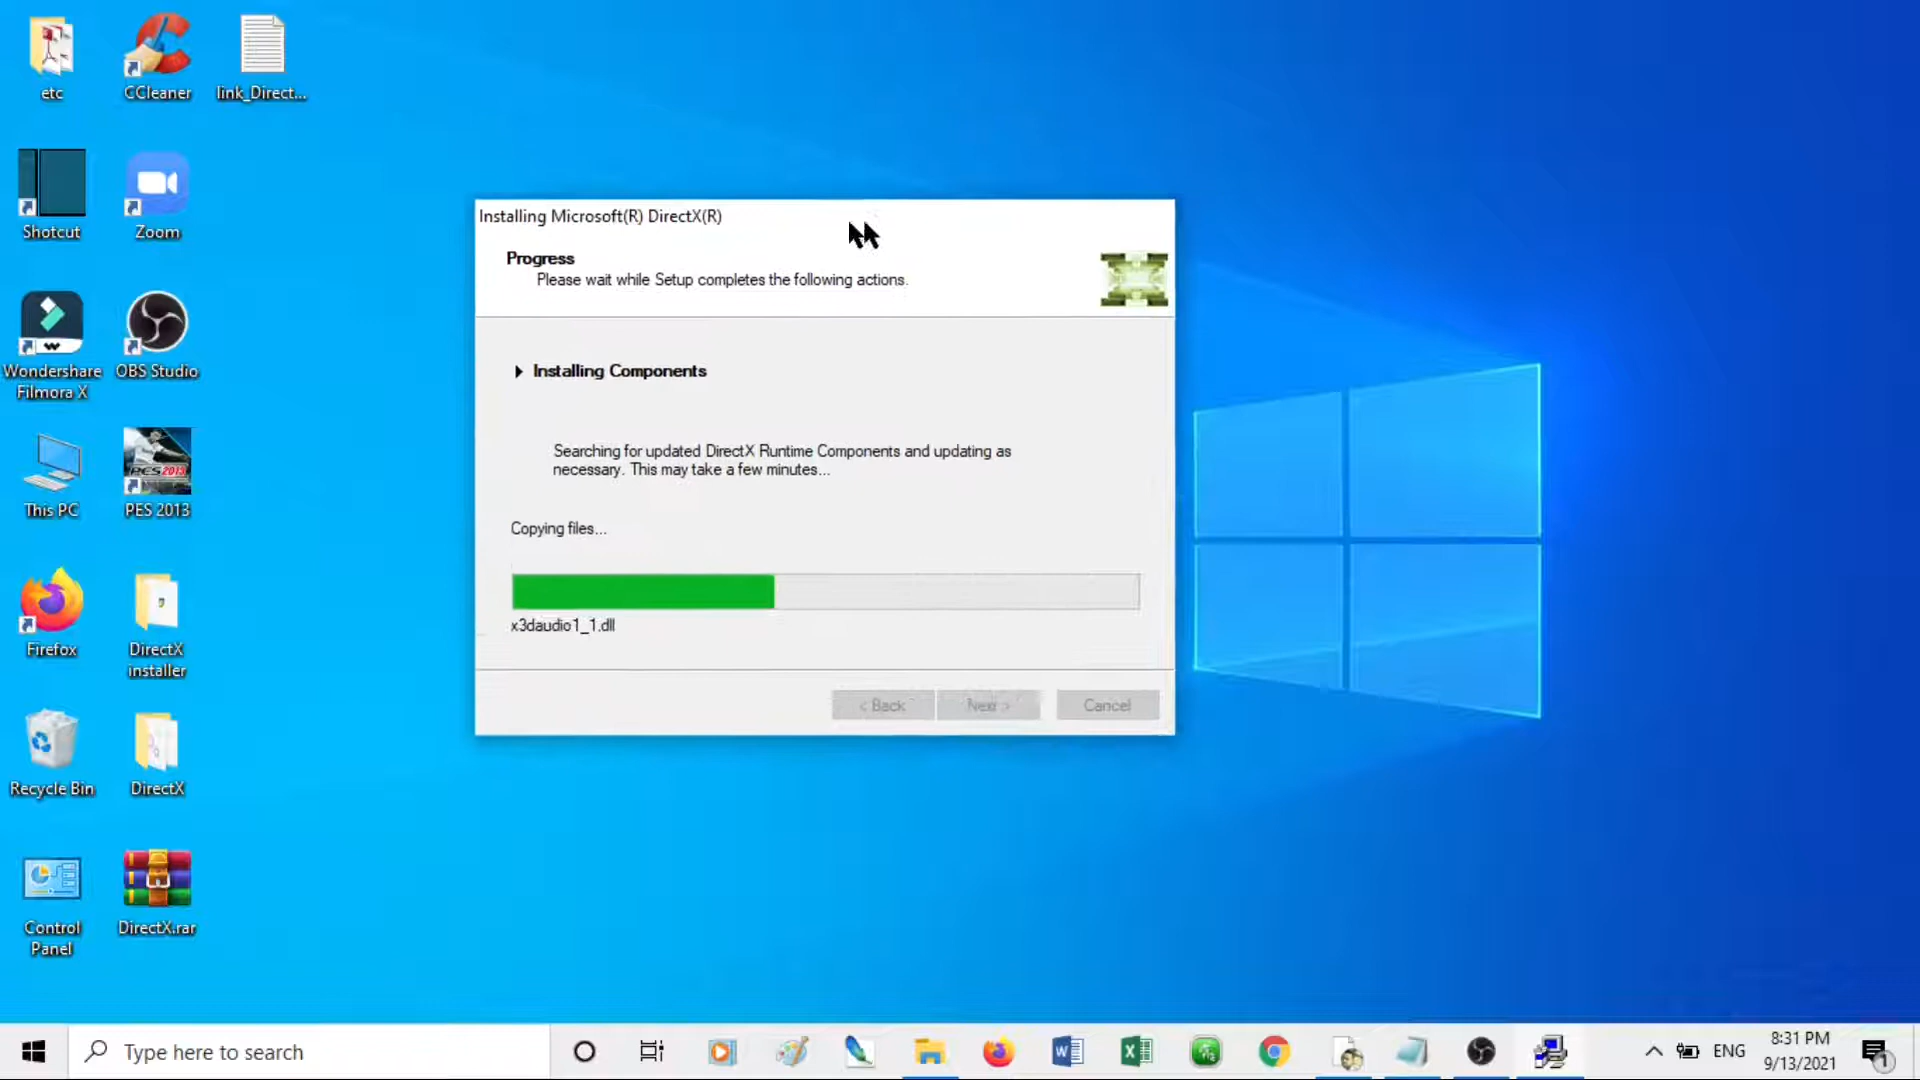 etc
CCleaner
link_Direct...
Shotcut
Zoom
Wondershare
Filmora X
OBS Studio
This PC
PES2013
PES 2013
Firefox
DirectX
installer
Recycle Bin
DirectX
Control
Panel
DirectX.rar
Installing Microsoft(R) DirectX(R)
Progress
Please wait while Setup completes the following actions.
Installing Components
Searching for updated DirectX Runtime Components and updating as
necessary. This may take a few minutes...
Copying files...
x3daudio1_1.dll
< Back
Next >
Cancel
Type here to search
ENG
8:31 PM
9/13/2021
1